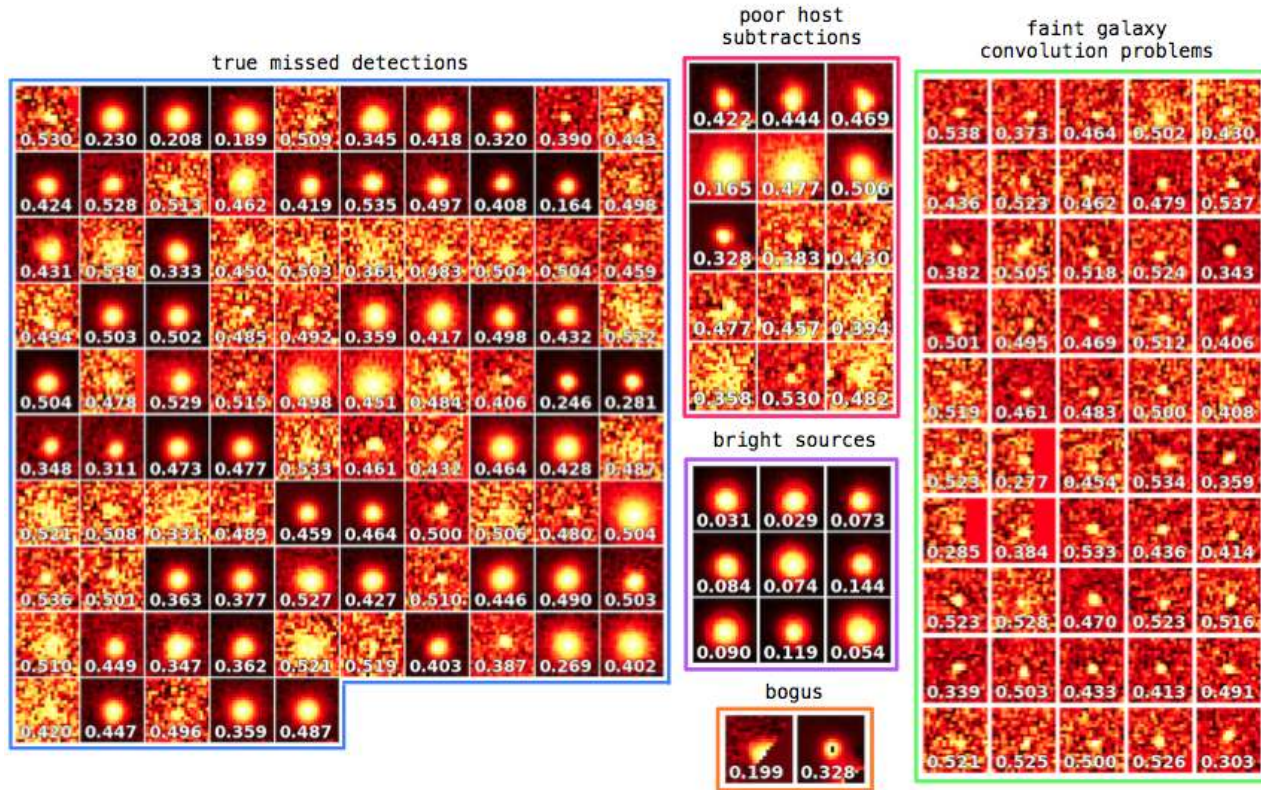 true missed detections
0.530 0.230 0.208 0.189 0.509 0.345 0.418 0.320 0.390 0.443
0.424 0.528 0.513 0.462 0.419 0.535 0.497 0.408 0.164 0.498
0.431 0.538 0.333 0.450 0.503 0.361 0.483 0.504 0.504 0.459
0.494 0.503 0.502 0.485 0.492 0.359 0.417 0.498 0.432 0.522
0.504 0.478 0.529 0.515 0.498 0.451 0.484 0.406 0.246 0.281
0.348 0.311 0.473 0.477 0.533 0.461 0.432 0.464 0.428 0.487
0.521 0.508 0.331 0.489 0.459 0.464 0.500 0.506 0.480 0.504
0.536 0.501 0.363 0.377 0.527 0.427 0.510 0.446 0.490 0.503
0.510 0.449 0.347 0.362 0.521 0.519 0.403 0.387 0.269 0.402
0.420 0.447 0.496 0.359 0.487
poor host
subtractions
0.422 0.444 0.469
0.165 0.477 0.506
0.328 0.383 0.430
0.477 0.457 0.394
0.358 0.530 0.482
bright sources
0.031 0.029 0.073
0.084 0.074 0.144
0.090 0.119 0.054
bogus
0.199 0.328
faint galaxy
convolution problems
0.538 0.373 0.464 0.502 0.430
0.436 0.523 0.462 0.479 0.537
0.382 0.505 0.518 0.524 0.343
0.501 0.495 0.469 0.512 0.406
0.519 0.461 0.483 0.500 0.408
0.523 0.277 0.454 0.534 0.359
0.285 0.384 0.533 0.436 0.414
0.523 0.528 0.470 0.523 0.516
0.339 0.503 0.433 0.413 0.491
0.521 0.525 0.500 0.526 0.303